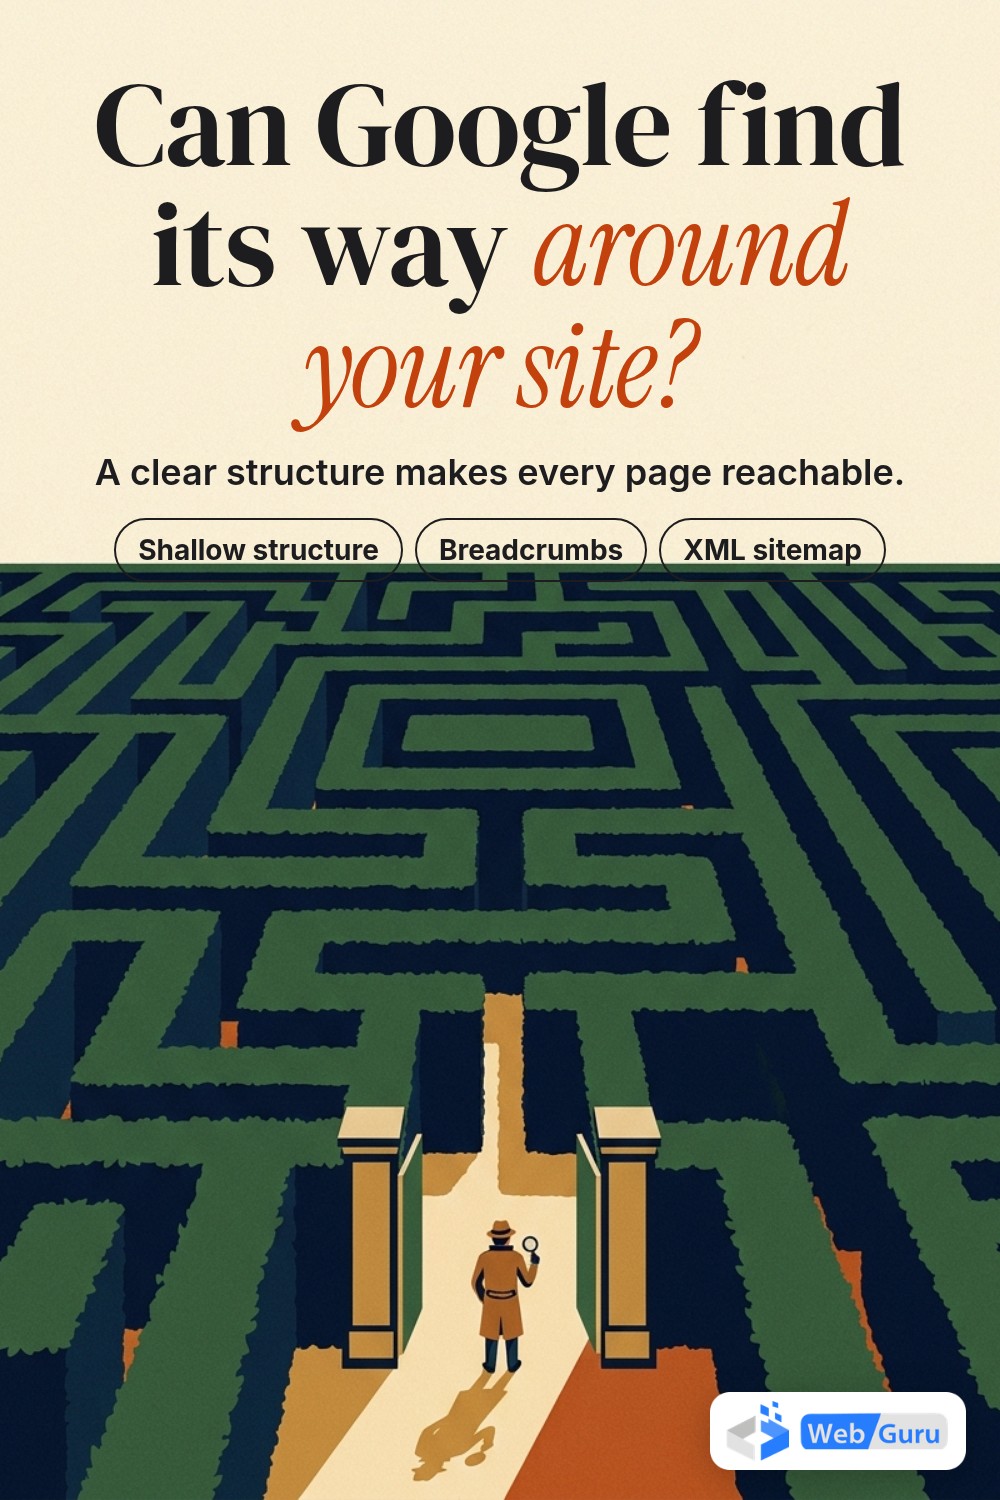 Can Google find
its way around
your site?
A clear structure makes every page reachable.
Shallow structure
Breadcrumbs
XML sitemap
Web Guru